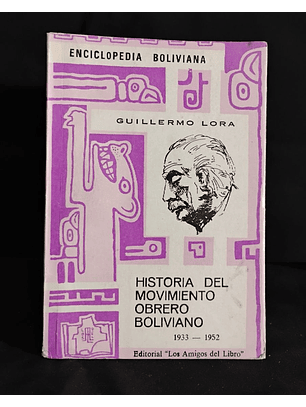 ENCICLOPEDIA BOLIVIANA
GUILLERMO LORA
HISTORIA DEL
MOVIMIENTO
OBRERO
BOLIVIANO
1933 — 1952
Editorial "Los Amigos del Libro"